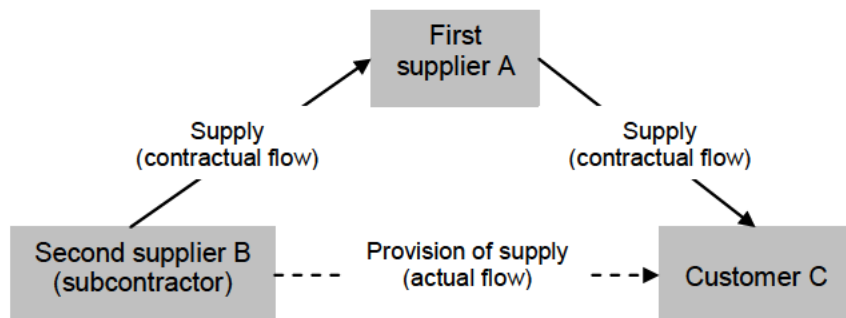 First
supplier A
Supply
(contractual flow)
Supply
(contractual flow)
Second supplier B
(subcontractor)
Provision of supply
(actual flow)
Customer C